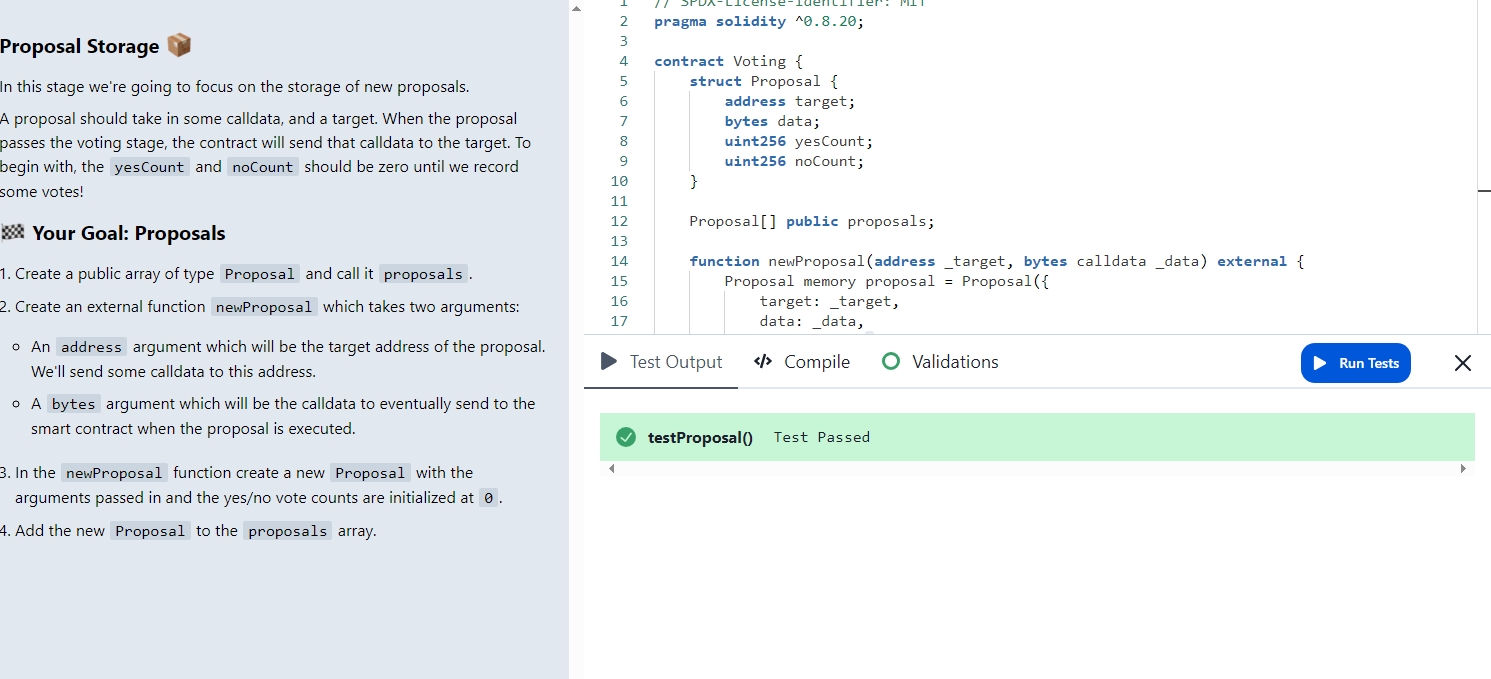 Proposal Storage 📦
In this stage we're going to focus on the storage of new proposals.
A proposal should take in some calldata, and a target. When the proposal
passes the voting stage, the contract will send that calldata to the target. To
begin with, the yesCount and noCount should be zero until we record
some votes!
🏁 Your Goal: Proposals
1. Create a public array of type Proposal and call it proposals.
2. Create an external function newProposal which takes two arguments:
An address argument which will be the target address of the proposal.
We'll send some calldata to this address.
A bytes argument which will be the calldata to eventually send to the
smart contract when the proposal is executed.
3. In the newProposal function create a new Proposal with the
arguments passed in and the yes/no vote counts are initialized at 0.
4. Add the new Proposal to the proposals array.
1 // SPDX-License-Identifier: MIT
2 pragma solidity ^0.8.20;
3
4 contract Voting {
5 struct Proposal {
6 address target;
7 bytes data;
8 uint256 yesCount;
9 uint256 noCount;
10 }
11
12 Proposal[] public proposals;
13
14 function newProposal(address _target, bytes calldata _data) external {
15 Proposal memory proposal = Proposal({
16 target: _target,
17 data: _data,
Test Output </> Compile Validations Run Tests
testProposal() Test Passed